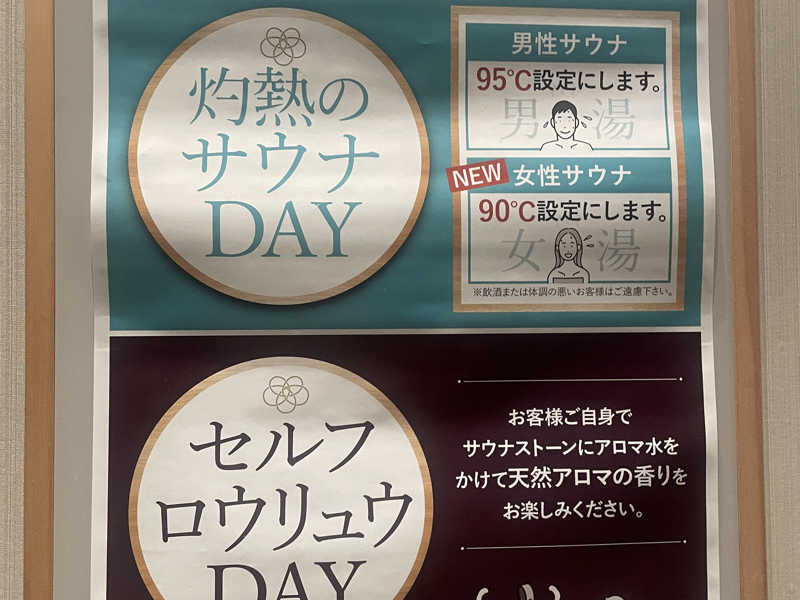 灼熱の
サウナ
DAY
男性サウナ
95℃設定にします。
男 湯
NEW 女性サウナ
90℃設定にします。
女 湯
※飲酒または体調の悪いお客様はご遠慮下さい。
セルフ
ロウリュウ
DAY
お客様ご自身で
サウナストーンにアロマ水を
かけて天然アロマの香りを
お楽しみください。